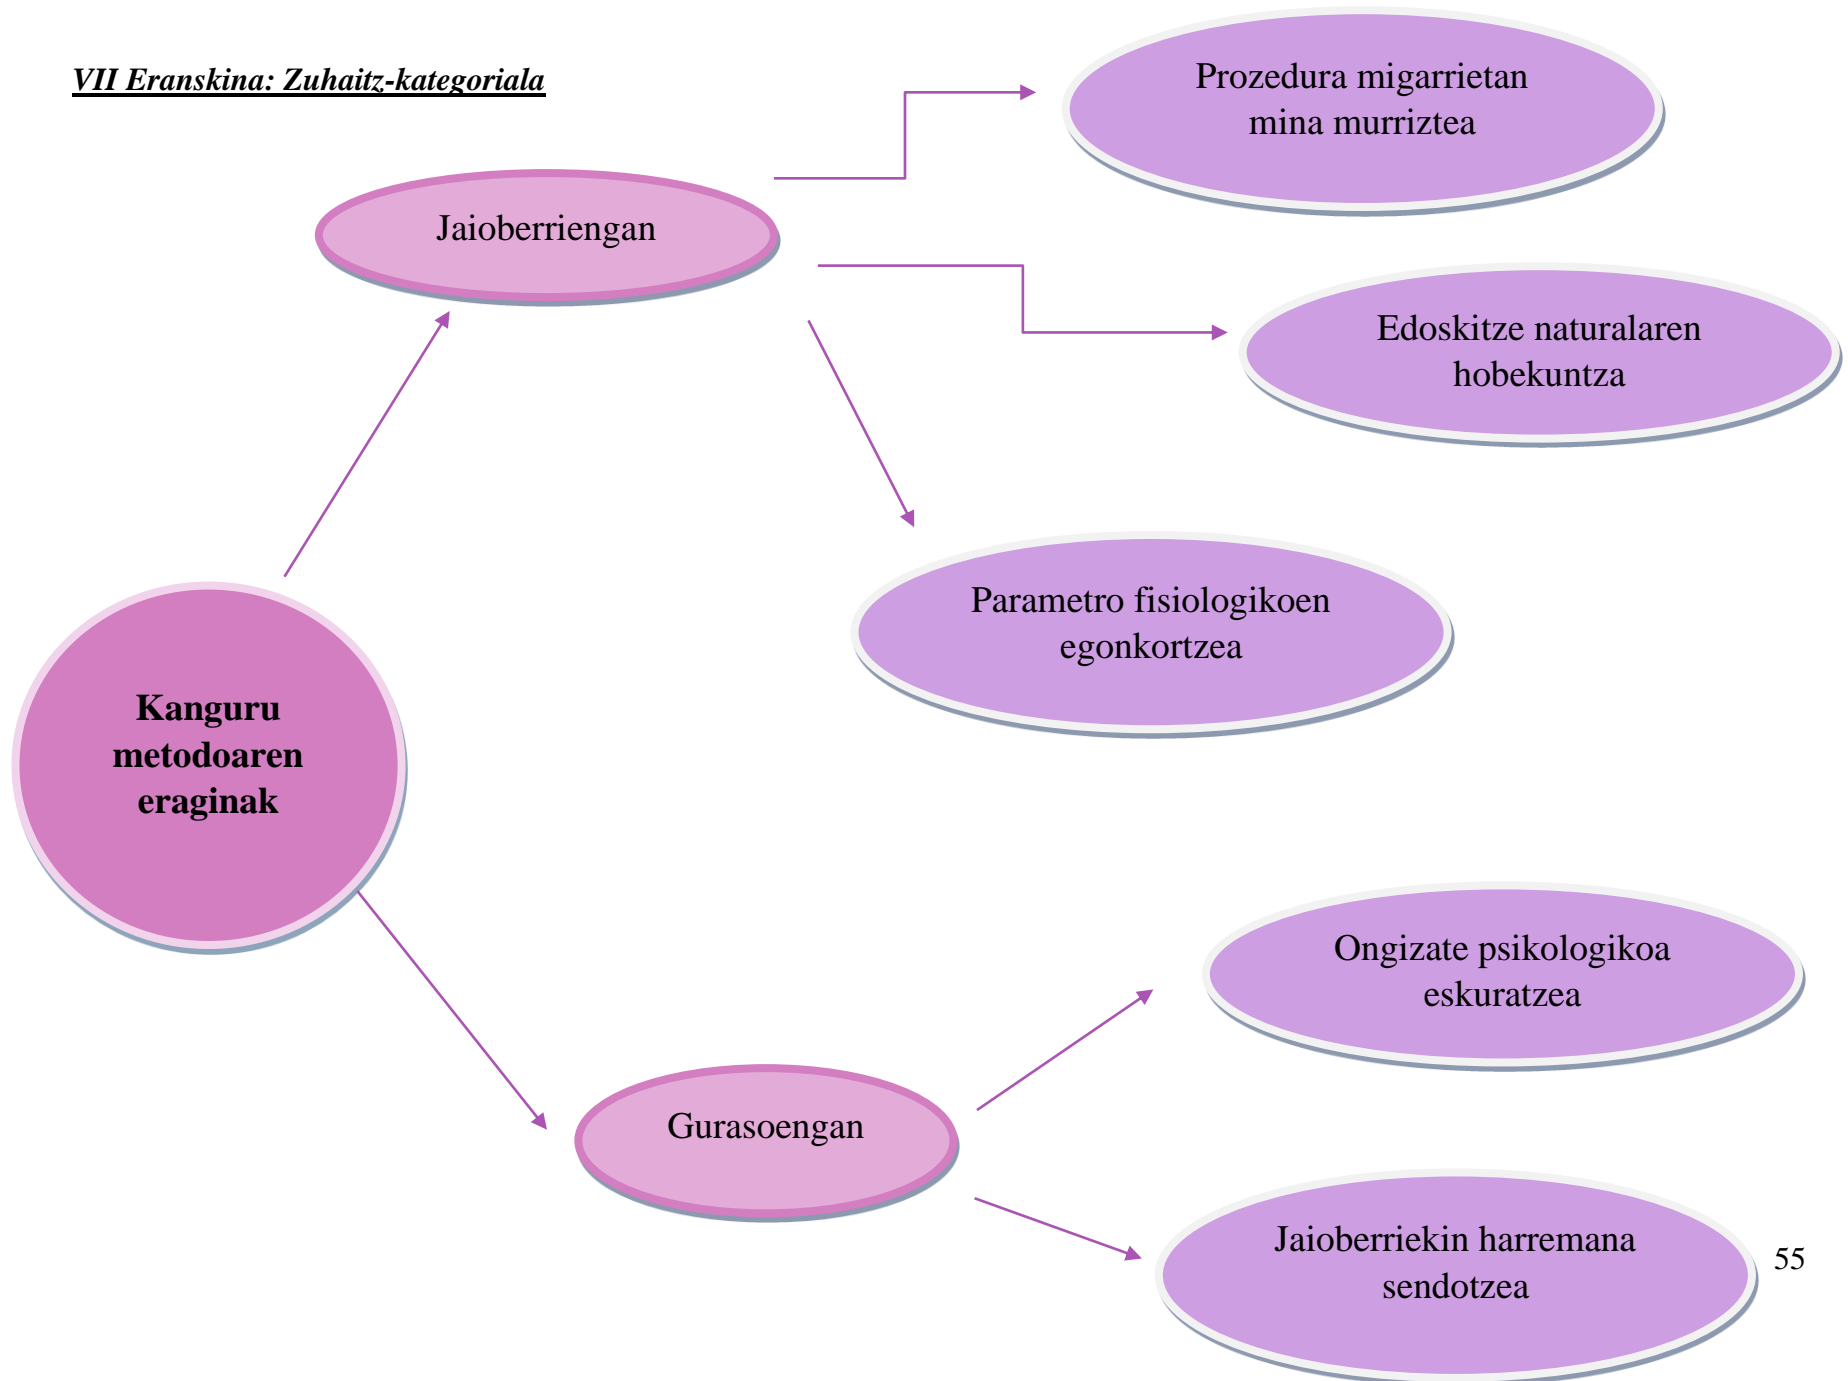 VII Eranskina: Zuhaitz-kategoriala
Prozedura migarrietan
mina murriztea
Jaioberriengan
Edoskitze naturalaren
hobekuntza
Parametro fisiologikoen
egonkortzea
Kanguru
metodoaren
eraginak
Ongizate psikologikoa
eskuratzea
Gurasoengan
Jaioberriekin harremana
sendotzea
55